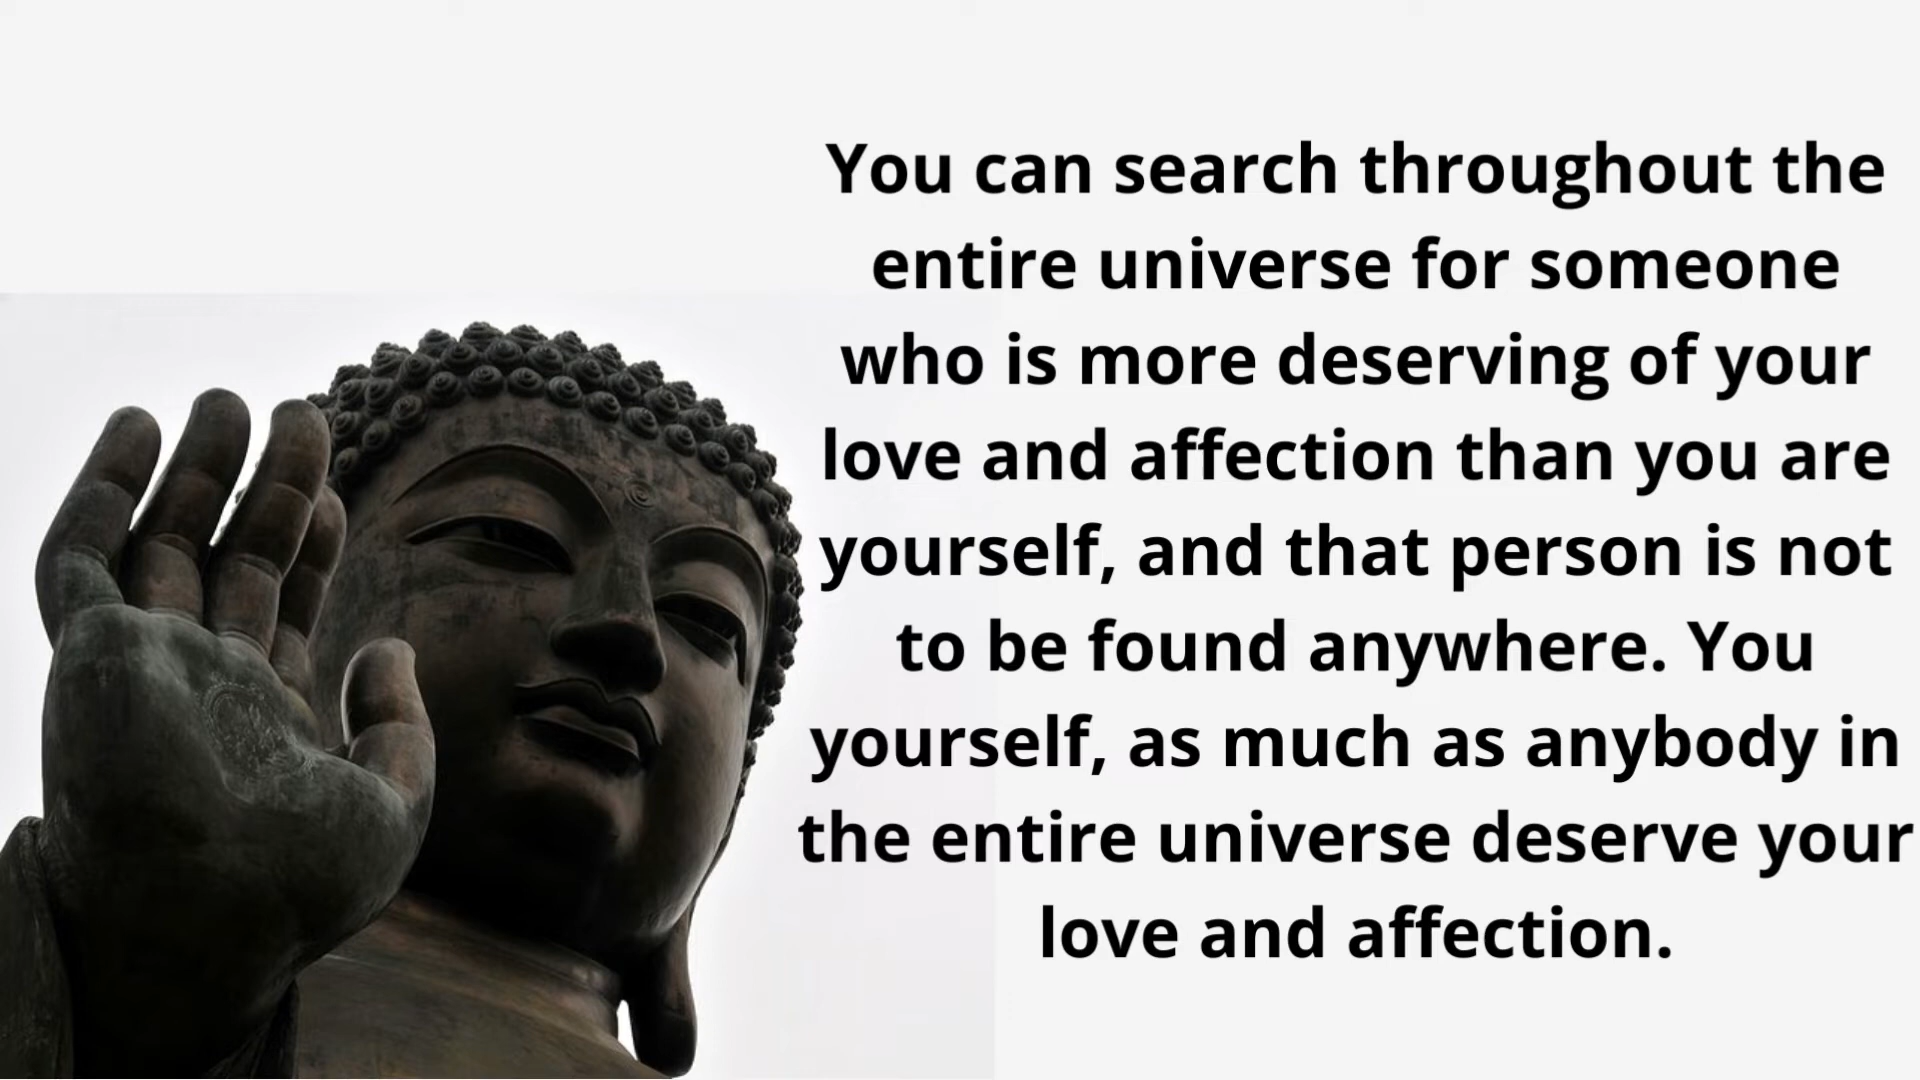 You can search throughout the
entire universe for someone
who is more deserving of your
love and affection than you are
yourself, and that person is not
to be found anywhere. You
yourself, as much as anybody in
the entire universe deserve your
love and affection.